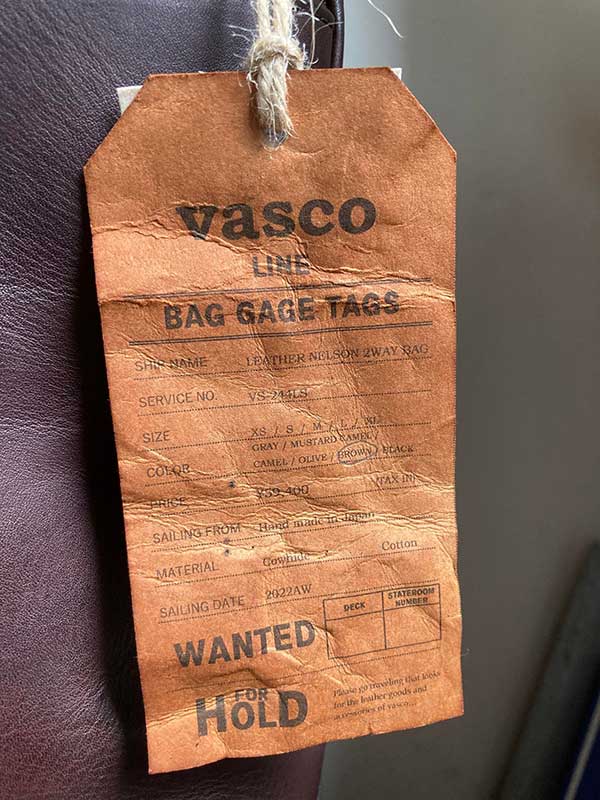 vasco
LINE
BAG GAGE TAGS
SHIP NAME LEATHER NELSON 2WAY BAG
SERVICE NO. VS-244LS
SIZE XS / S / M / L / XL
GRAY / MUSTARD CAMEL /
COLOR CAMEL / OLIVE / BROWN / BLACK
PRICE ¥59,400 (TAX IN)
SAILING FROM Hand made in Japan
MATERIAL Cowhide / Cotton
SAILING DATE 2022AW
DECK STATEROOM NUMBER
WANTED
FOR
HOLD
Please go traveling that looks
for the leather goods and
accessories of vasco...